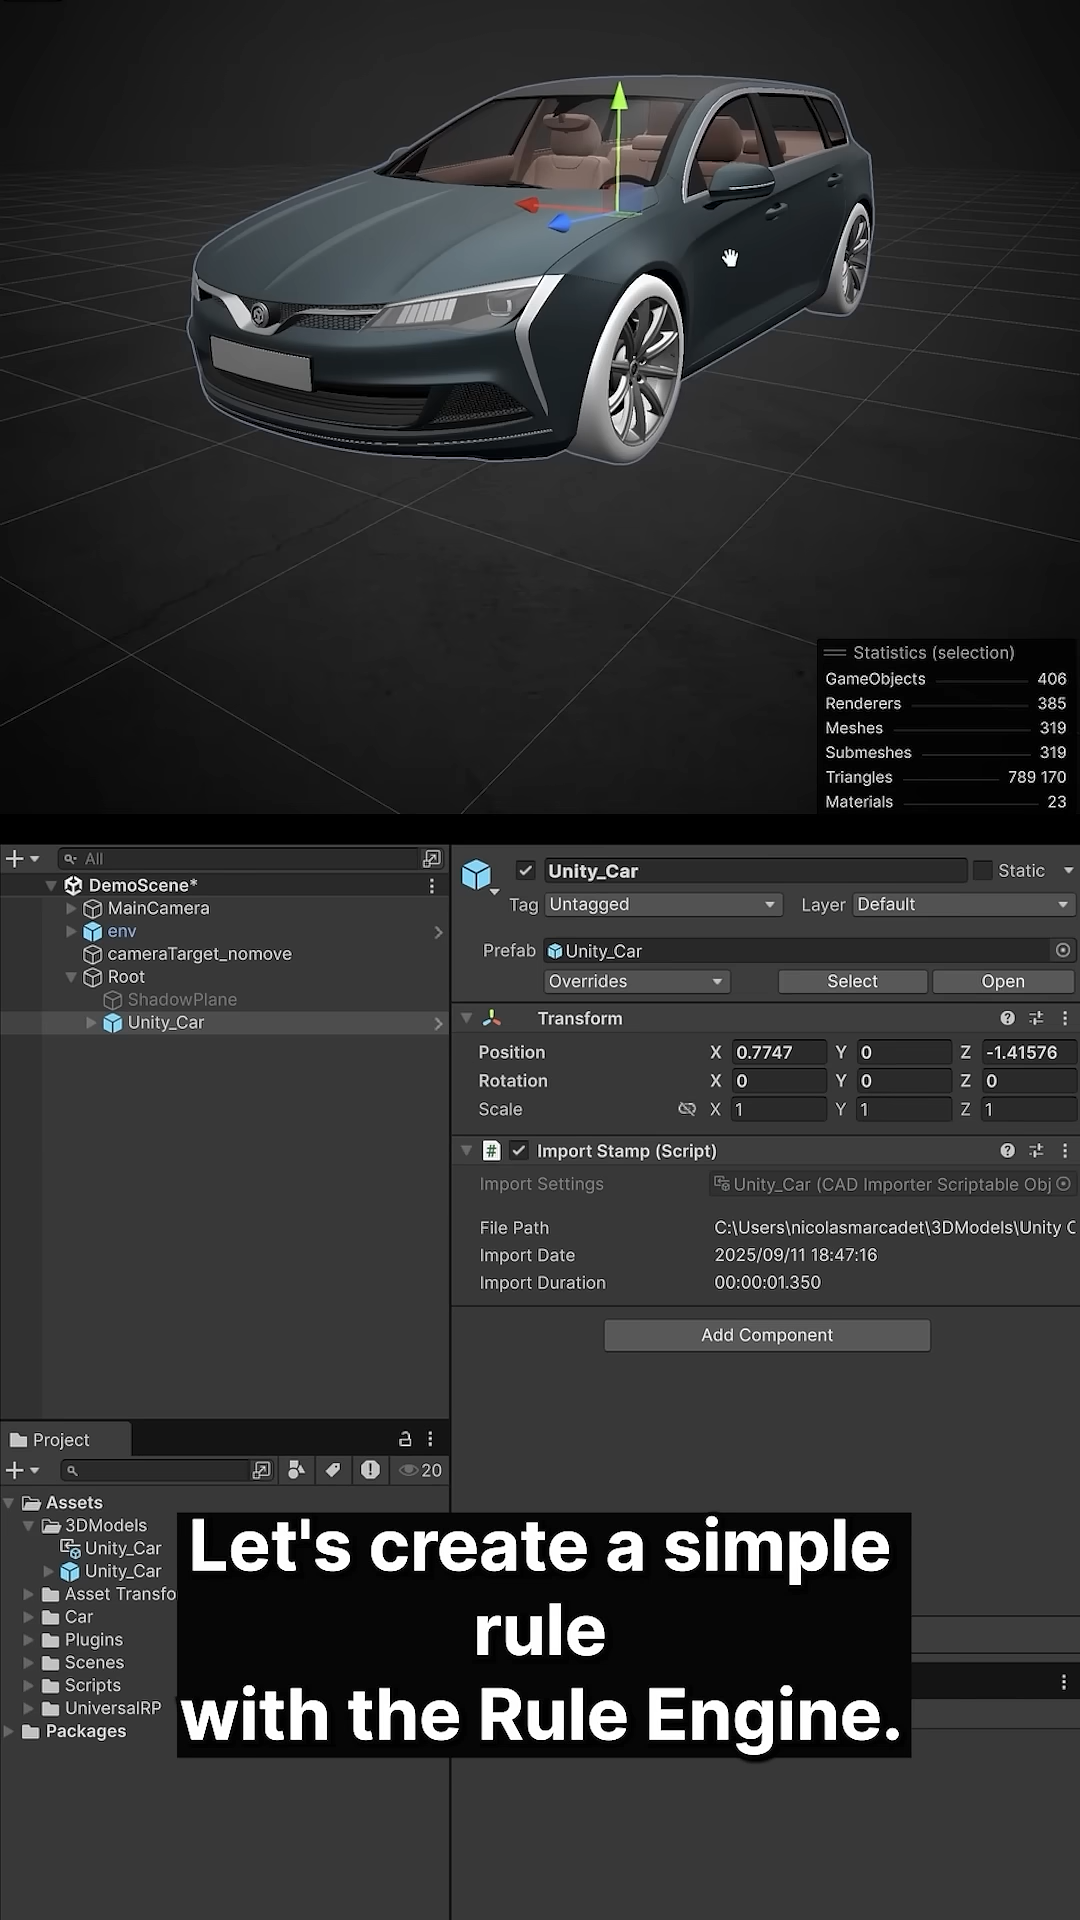 Statistics (selection)
GameObjects 406
Renderers 385
Meshes 319
Submeshes 319
Triangles 789 170
Materials 23
All
DemoScene*
MainCamera
env
cameraTarget_nomove
Root
ShadowPlane
Unity_Car
Unity_Car
Static
Tag Untagged Layer Default
Prefab Unity_Car
Overrides Select Open
Transform
Position X 0.7747 Y 0 Z -1.41576
Rotation X 0 Y 0 Z 0
Scale X 1 Y 1 Z 1
# Import Stamp (Script)
Import Settings Unity_Car (CAD Importer Scriptable Obj
File Path C:\Users\nicolasmarcadet\3DModels\Unity C
Import Date 2025/09/11 18:47:16
Import Duration 00:00:01.350
Add Component
Project
20
Assets
3DModels
Unity_Car
Unity_Car
Asset Transfo
Car
Plugins
Scenes
Scripts
UniversalRP
Packages
Let's create a simple
rule
with the Rule Engine.